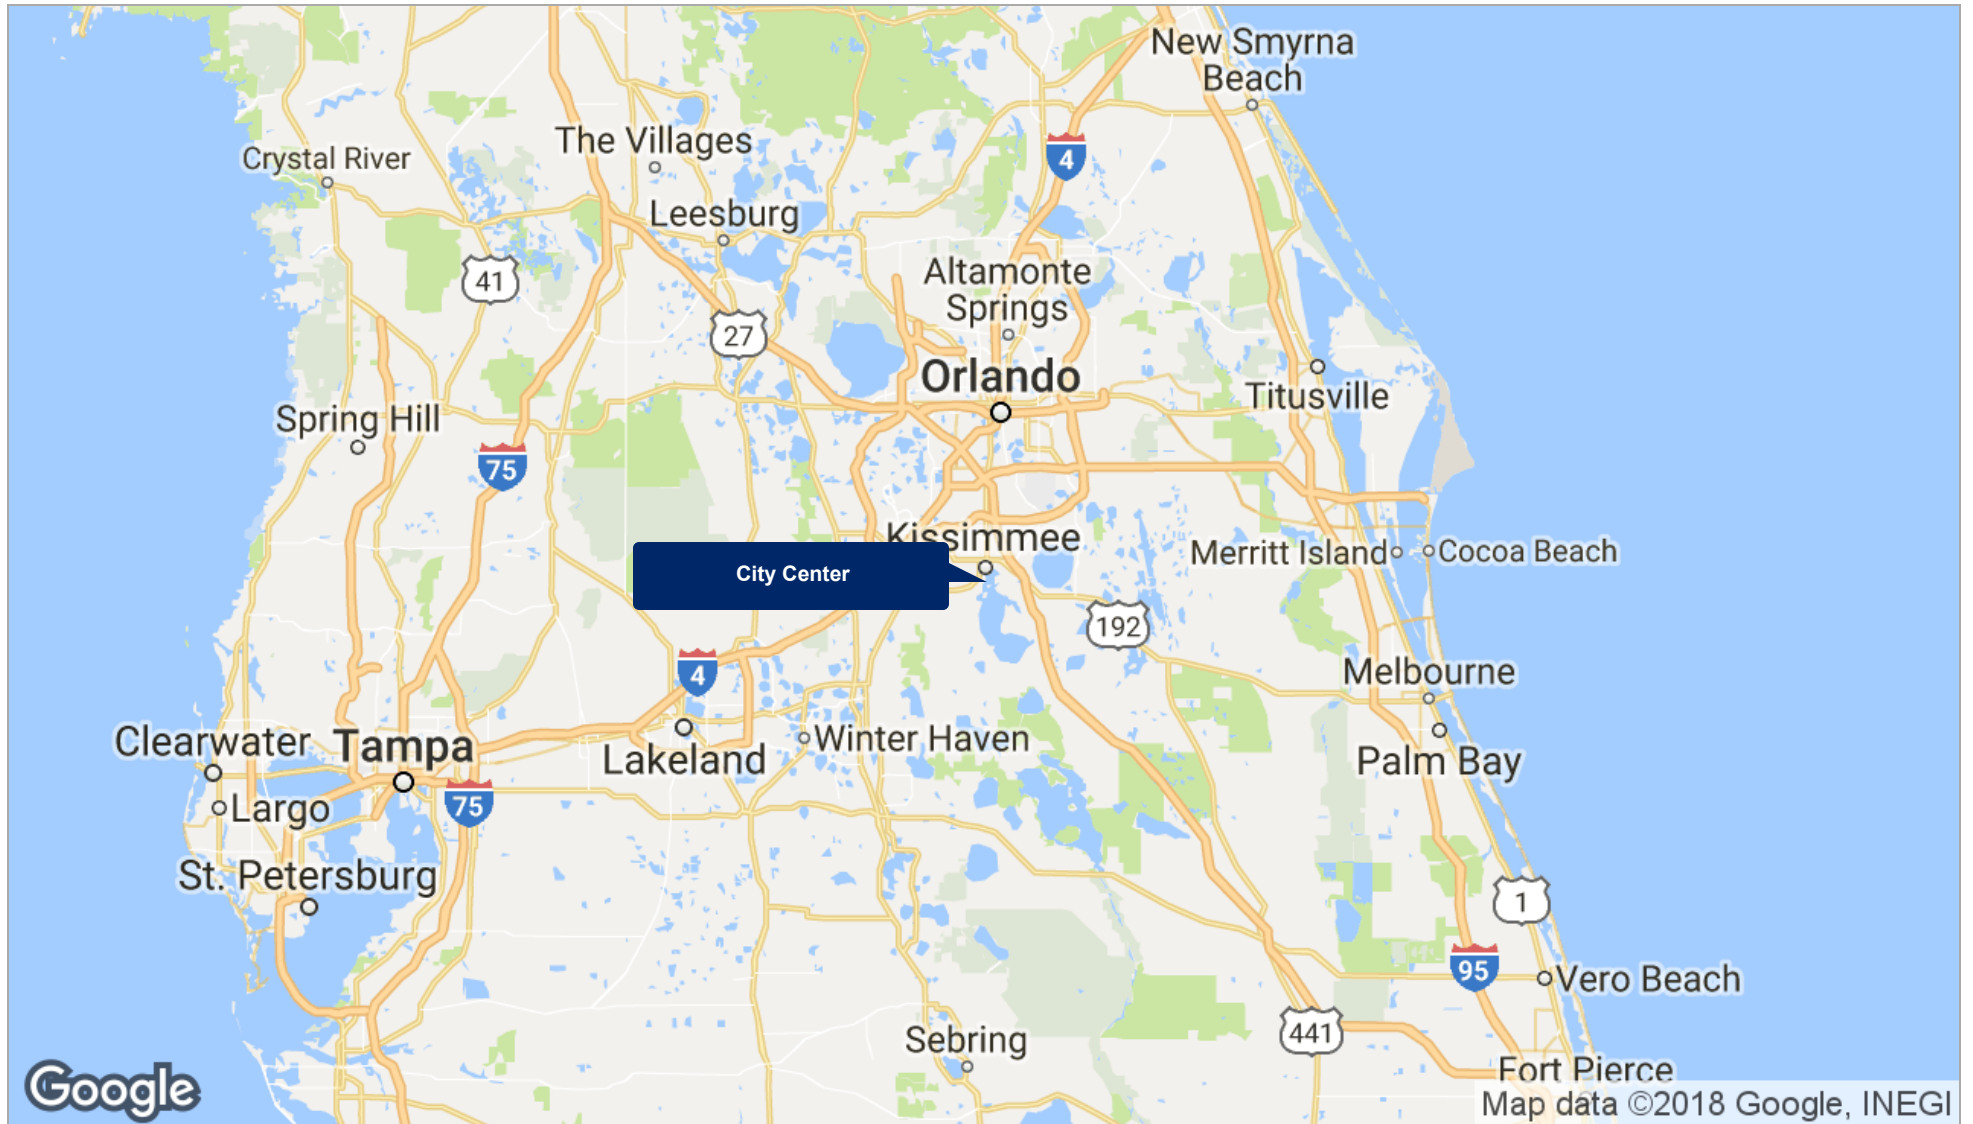 New Smyrna
Beach
The Villages
Crystal River
4
Leesburg
41
Altamonte
Springs
27
Orlando
Titusville
Spring Hill
75
Kissimmee
Merritt Island
Cocoa Beach
City Center
192
4
Melbourne
Clearwater
Tampa
Lakeland
Winter Haven
Palm Bay
Largo
75
St. Petersburg
1
95
Vero Beach
441
Sebring
Fort Pierce
Google
Map data ©2018 Google, INEGI